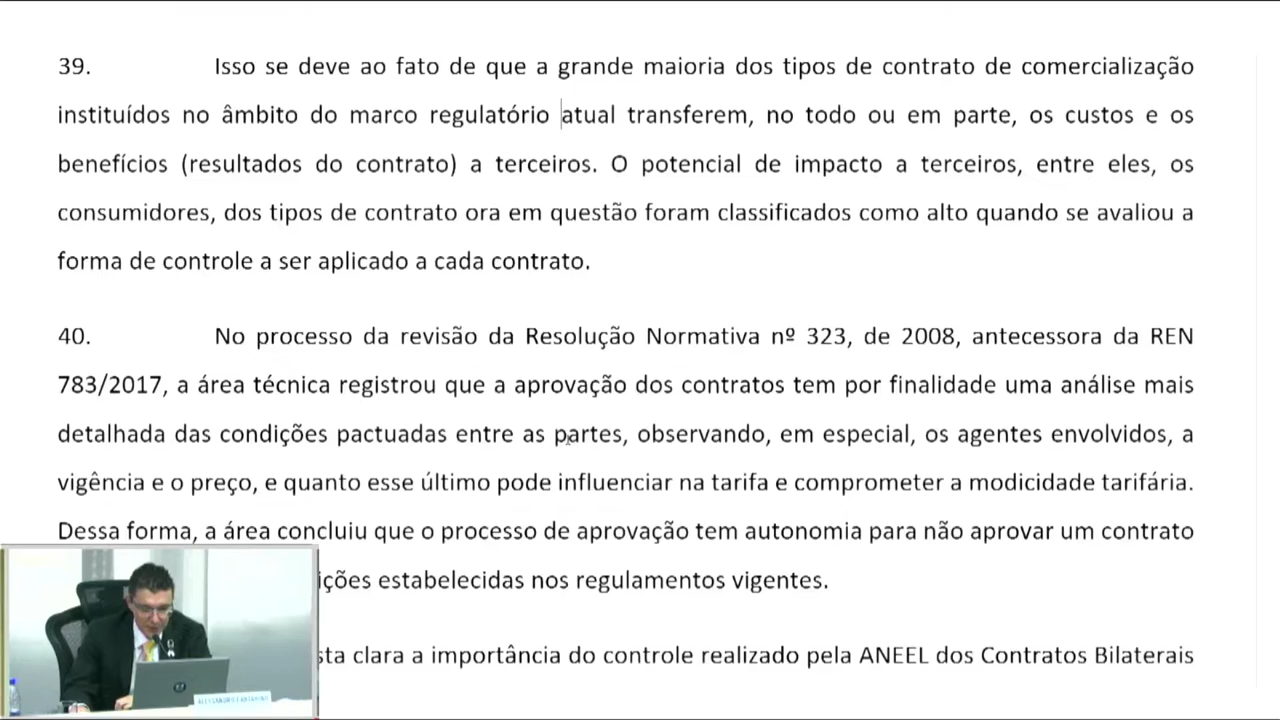 39. Isso se deve ao fato de que a grande maioria dos tipos de contrato de comercialização
instituídos no âmbito do marco regulatório atual transferem, no todo ou em parte, os custos e os
benefícios (resultados do contrato) a terceiros. O potencial de impacto a terceiros, entre eles, os
consumidores, dos tipos de contrato ora em questão foram classificados como alto quando se avaliou a
forma de controle a ser aplicado a cada contrato.
40. No processo da revisão da Resolução Normativa nº 323, de 2008, antecessora da REN
783/2017, a área técnica registrou que a aprovação dos contratos tem por finalidade uma análise mais
detalhada das condições pactuadas entre as partes, observando, em especial, os agentes envolvidos, a
vigência e o preço, e quanto esse último pode influenciar na tarifa e comprometer a modicidade tarifária.
Dessa forma, a área concluiu que o processo de aprovação tem autonomia para não aprovar um contrato
ições estabelecidas nos regulamentos vigentes.
sta clara a importância do controle realizado pela ANEEL dos Contratos Bilaterais